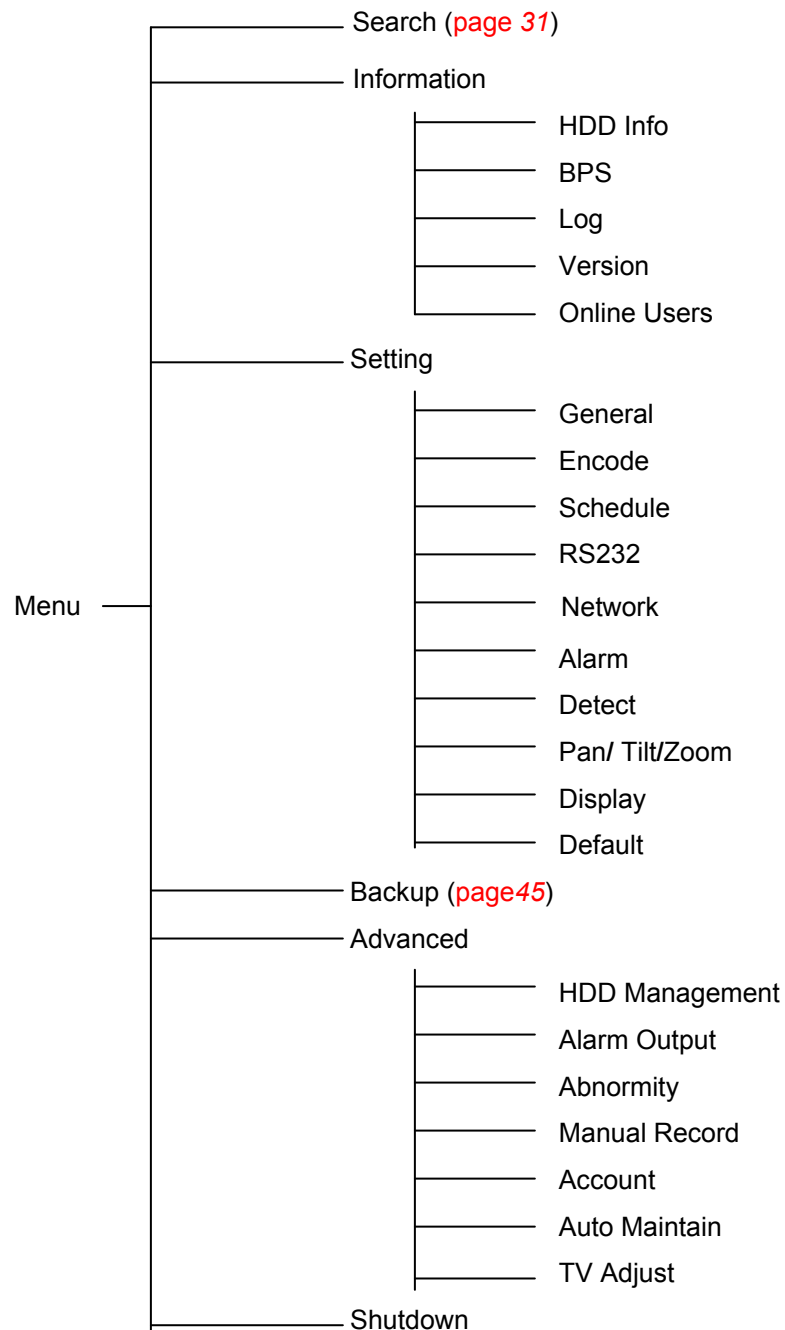 Search (page 31)
Information
HDD Info
BPS
Log
Version
Online Users
Setting
General
Encode
Schedule
RS232
Menu
Network
Alarm
Detect
Pan/ Tilt/Zoom
Display
Default
Backup (page45)
Advanced
HDD Management
Alarm Output
Abnormity
Manual Record
Account
Auto Maintain
TV Adjust
Shutdown